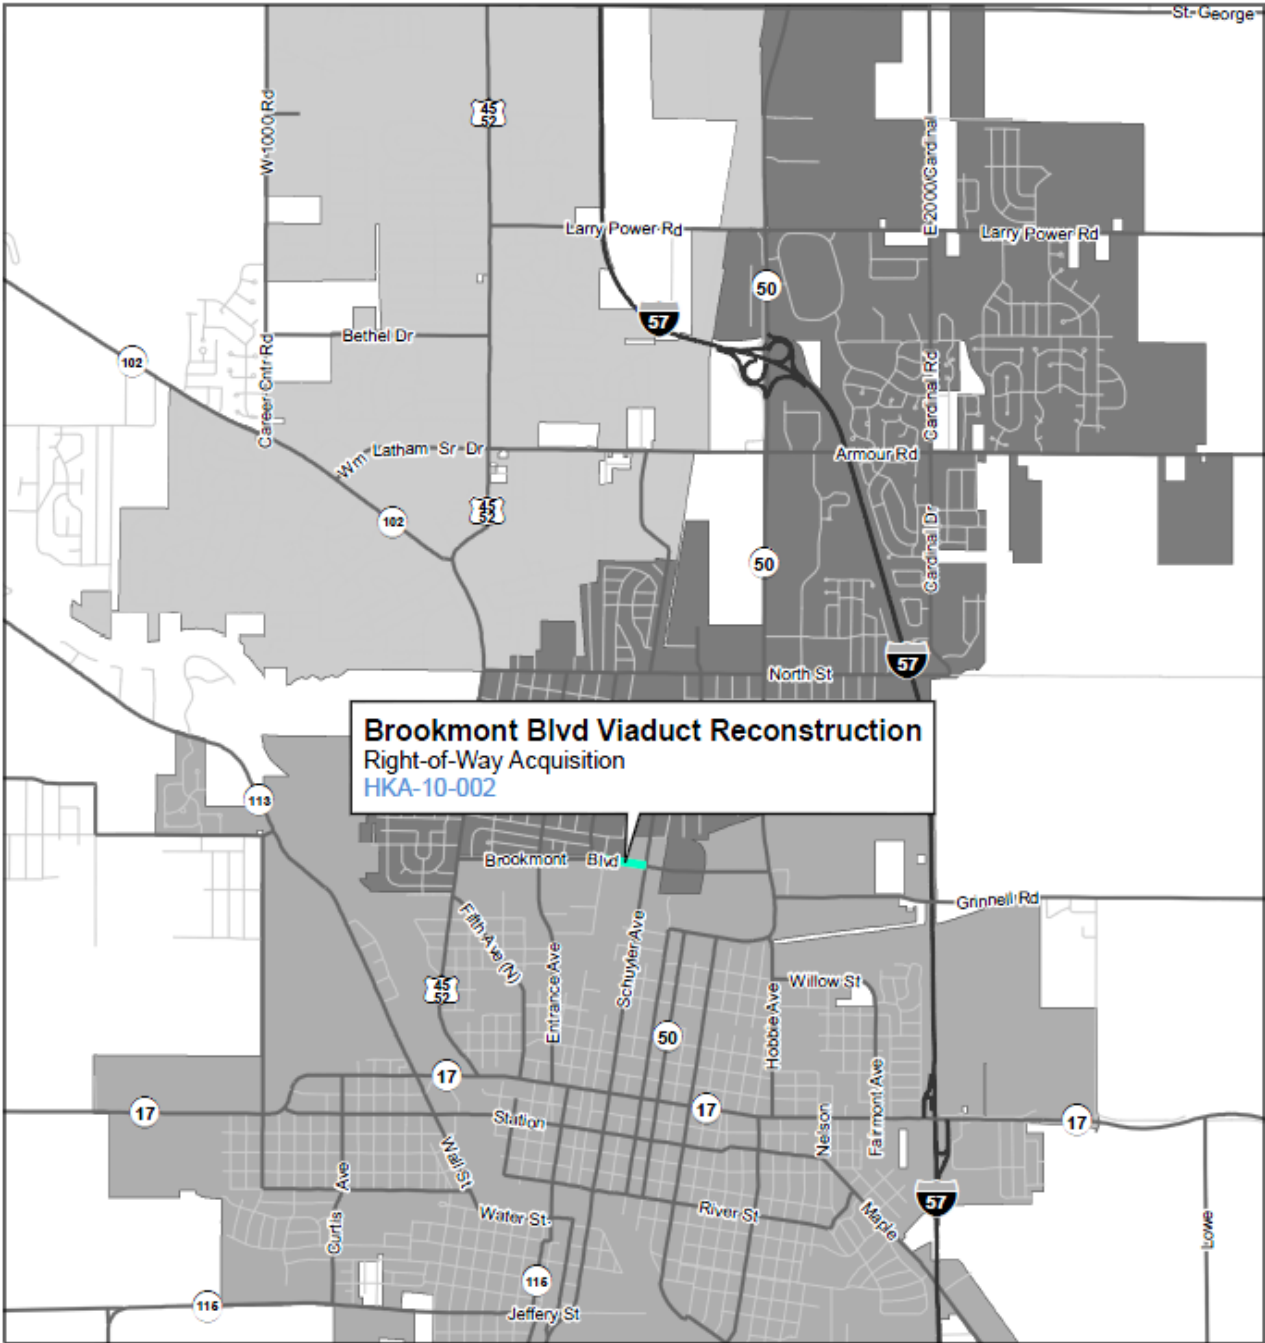 St. George
W 1000 Rd
45
52
E 2000/Cardinal
Larry Power Rd
Larry Power Rd
50
57
Bethel Dr
102
Career Cntr Rd
Cardinal Rd
Wm Latham Sr Dr
Armour Rd
45
52
102
Cardinal Dr
50
57
North St
Brookmont Blvd Viaduct Reconstruction
Right-of-Way Acquisition
HKA-10-002
113
Brookmont Blvd
Grinnell Rd
Fifth Ave (N)
Schuyler Ave
Entrance Ave
45
52
Willow St
Hobbie Ave
50
17
17
17
17
Station
Nelson
Fairmont Ave
Wall St
Curtis Ave
57
River St
Water St
Maple
Lowe
115
115
Jeffery St